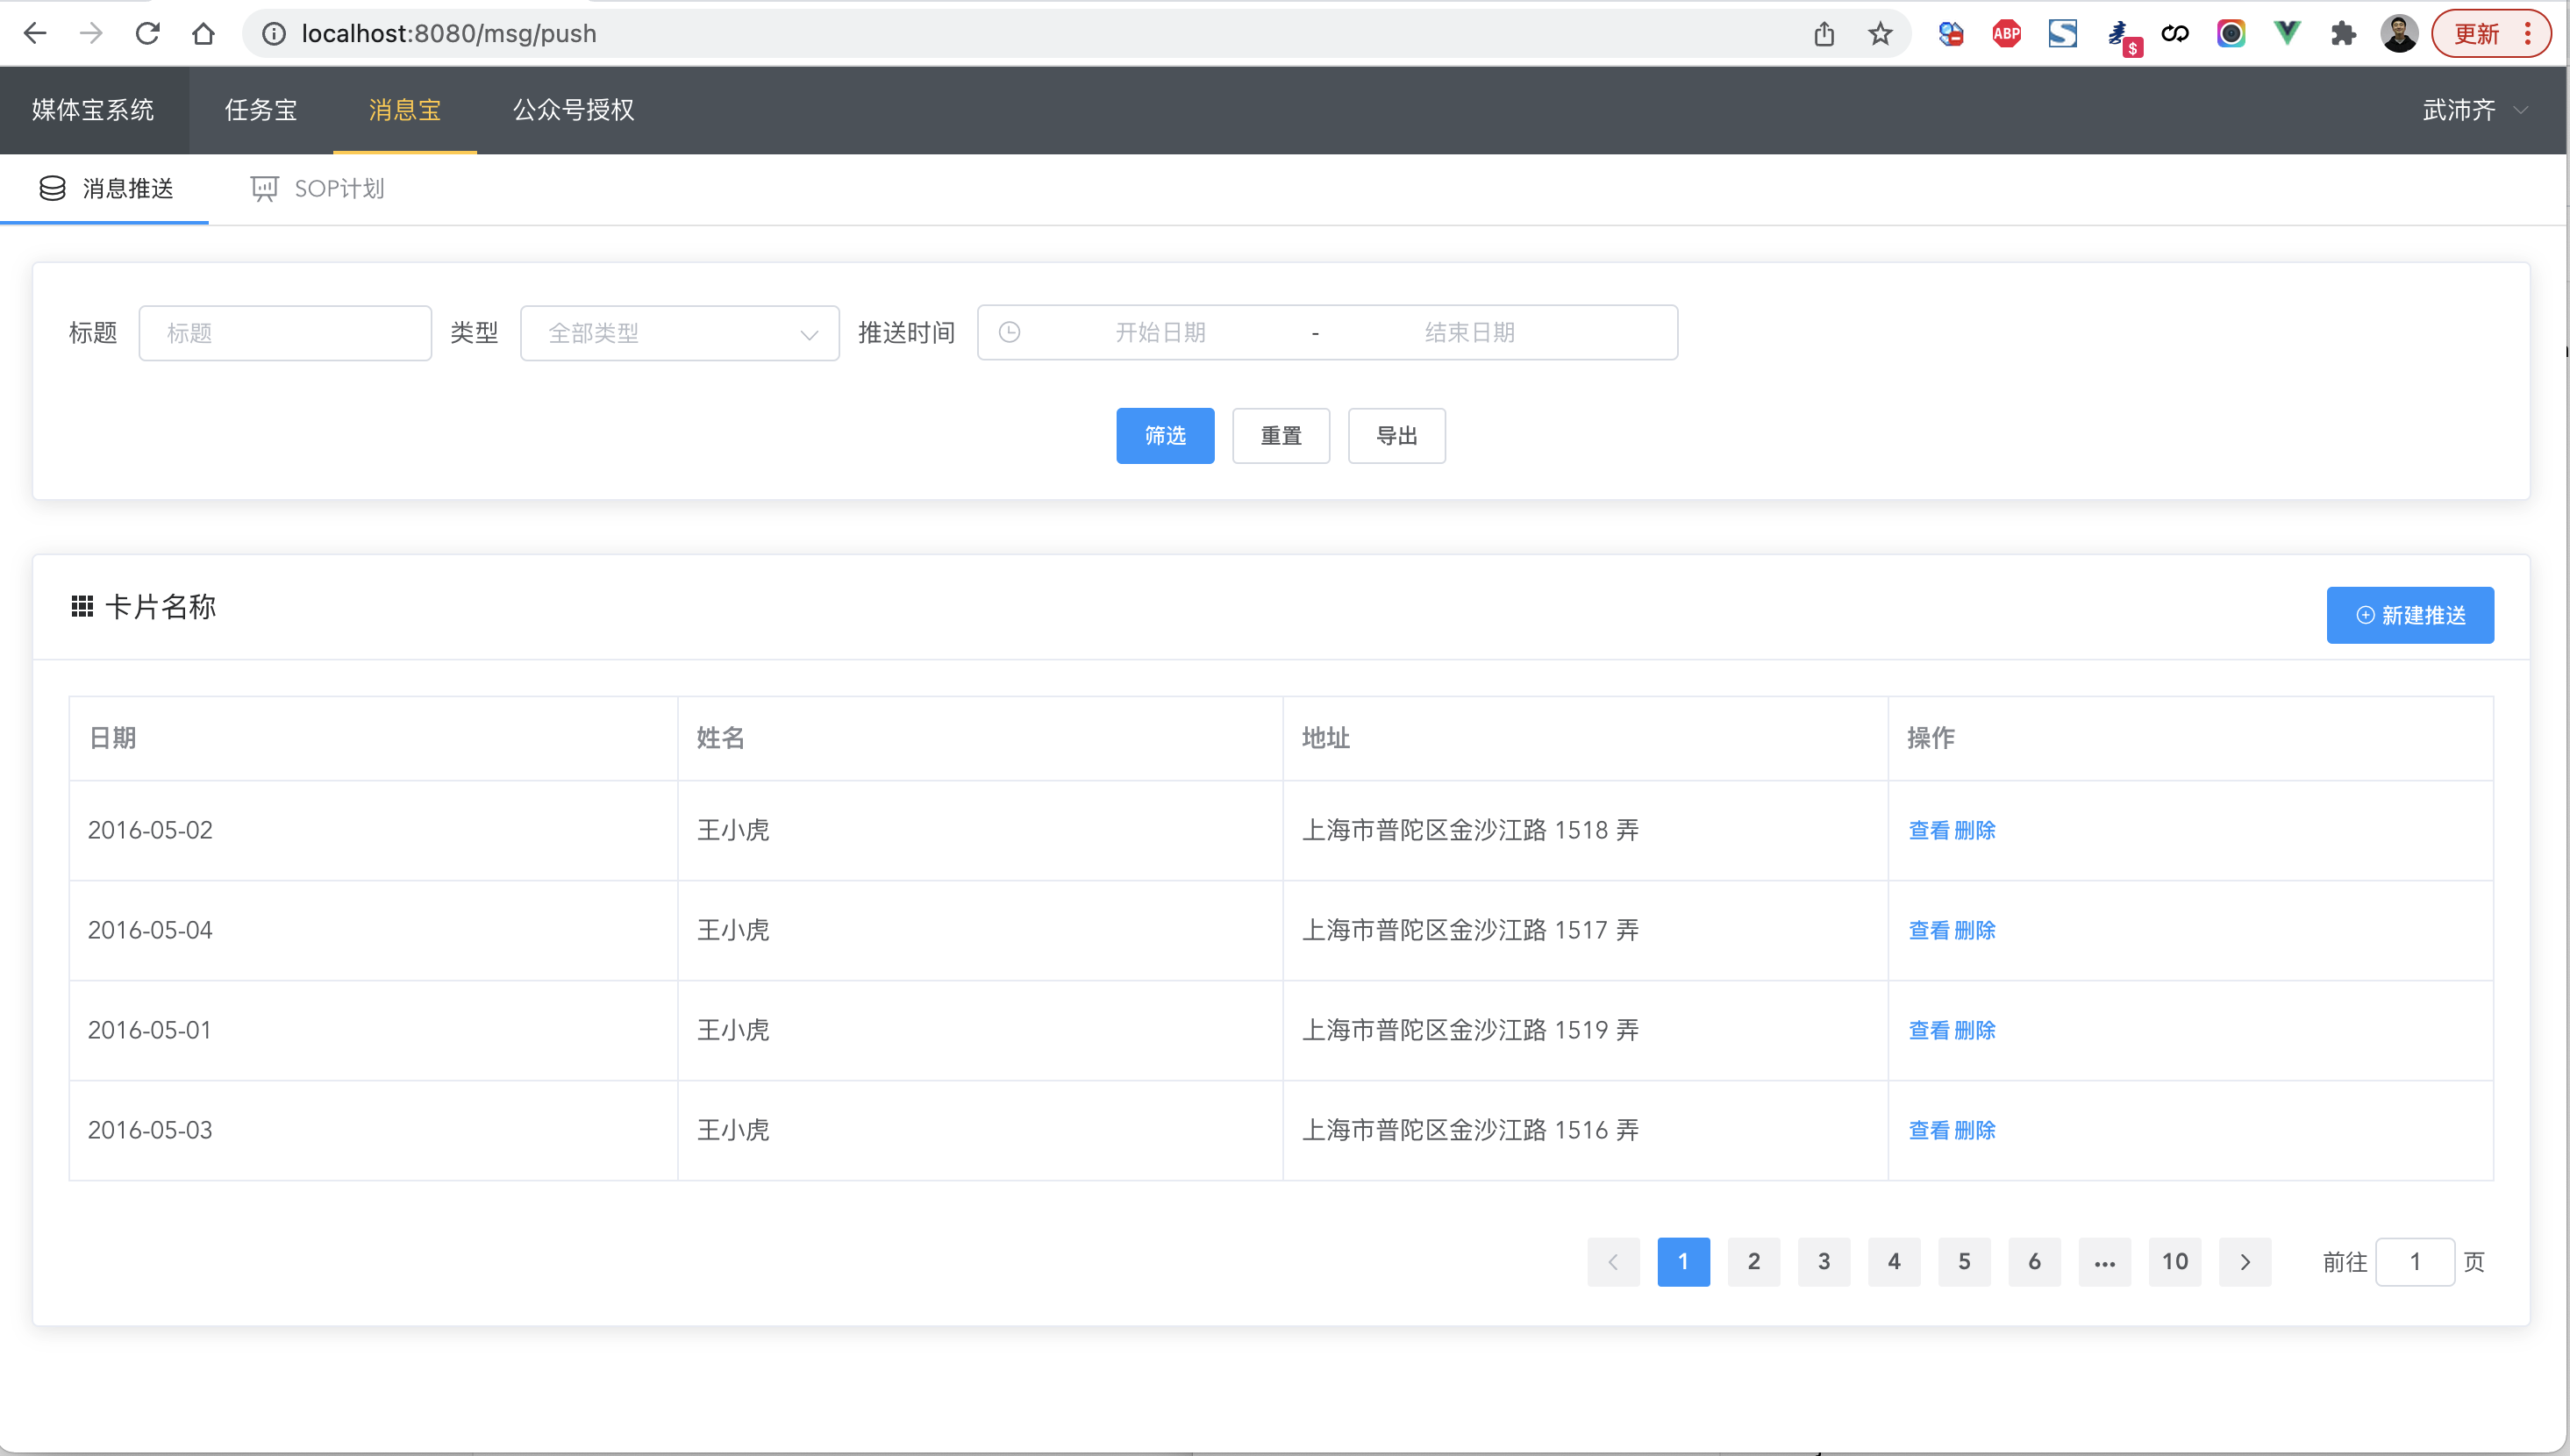 localhost:8080/msg/push
ABP
$
更新
媒体宝系统 任务宝 消息宝 公众号授权 武沛齐
消息推送 SOP计划
标题 标题 类型 全部类型 推送时间 开始日期 - 结束日期
筛选 重置 导出
卡片名称 新建推送
日期 姓名 地址 操作
2016-05-02 王小虎 上海市普陀区金沙江路 1518 弄 查看 删除
2016-05-04 王小虎 上海市普陀区金沙江路 1517 弄 查看 删除
2016-05-01 王小虎 上海市普陀区金沙江路 1519 弄 查看 删除
2016-05-03 王小虎 上海市普陀区金沙江路 1516 弄 查看 删除
1 2 3 4 5 6 ... 10 前往 1 页